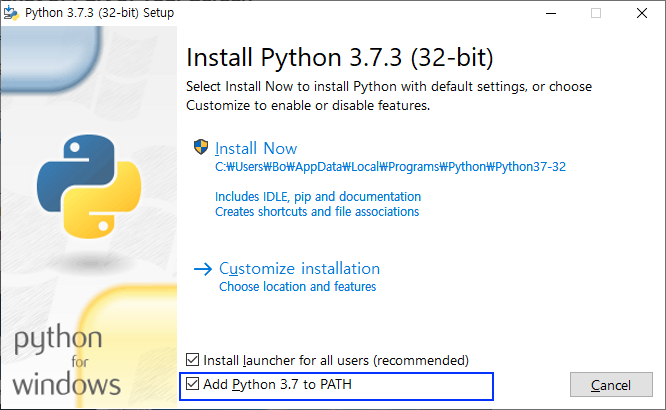 Python 3.7.3 (32-bit) Setup
Install Python 3.7.3 (32-bit)
Select Install Now to install Python with default settings, or choose
Customize to enable or disable features.
Install Now
C:₩Users₩Bo₩AppData₩Local₩Programs₩Python₩Python37-32
Includes IDLE, pip and documentation
Creates shortcuts and file associations
Customize installation
Choose location and features
python
for
windows
Install launcher for all users (recommended)
Add Python 3.7 to PATH
Cancel